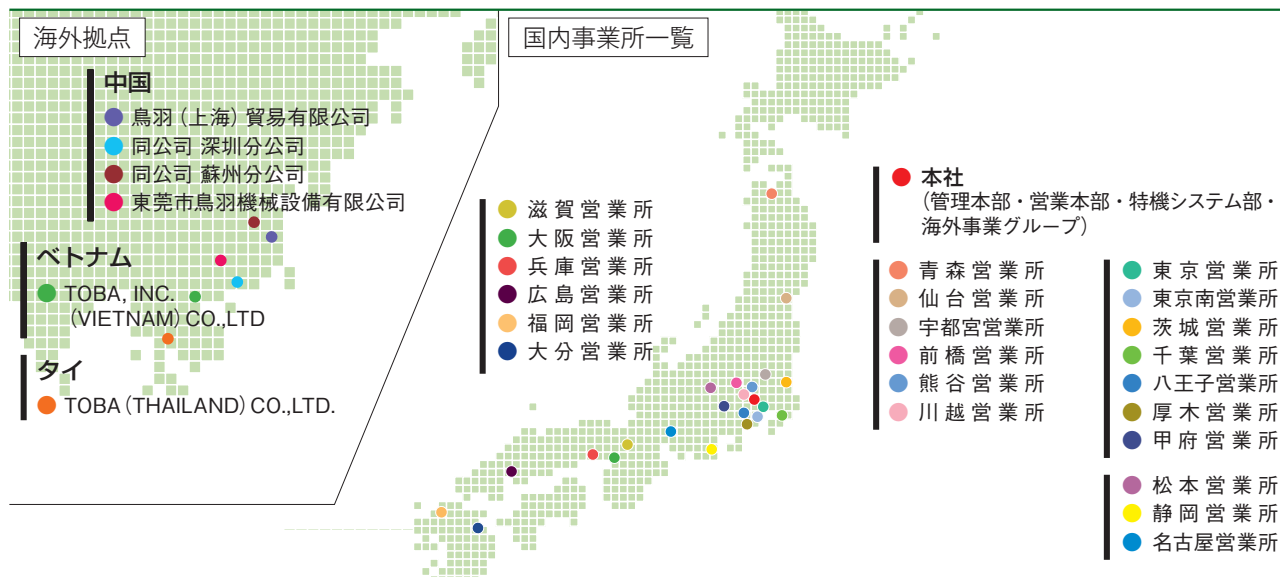 海外拠点
中国
鳥羽（上海）貿易有限公司
同公司 深圳分公司
同公司 蘇州分公司
東莞市鳥羽機械設備有限公司
ベトナム
TOBA, INC.
（VIETNAM）CO.,LTD
タイ
TOBA（THAILAND）CO.,LTD.
国内事業所一覧
滋賀営業所
大阪営業所
兵庫営業所
広島営業所
福岡営業所
大分営業所
本社
（管理本部・営業本部・特機システム部・
海外事業グループ）
青森営業所
仙台営業所
宇都宮営業所
前橋営業所
熊谷営業所
川越営業所
東京営業所
東京南営業所
茨城営業所
千葉営業所
八王子営業所
厚木営業所
甲府営業所
松本営業所
静岡営業所
名古屋営業所